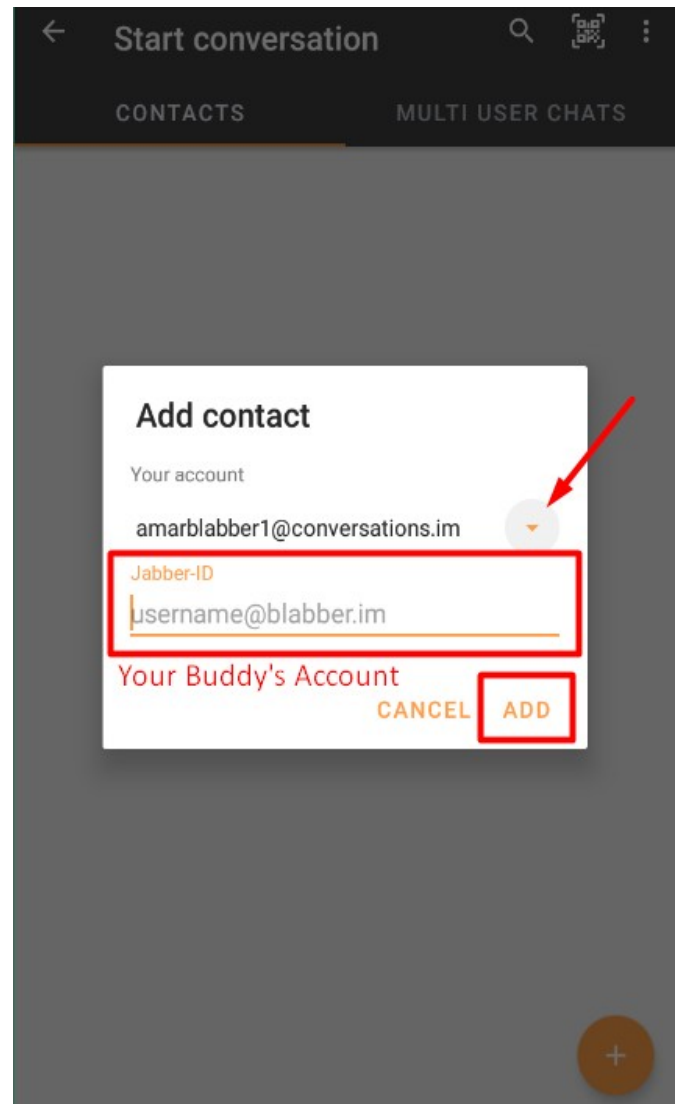 Start conversation
CONTACTS MULTI USER CHATS
Add contact
Your account
amarblabber1@conversations.im
Jabber-ID
username@blabber.im
Your Buddy's Account
CANCEL ADD
+